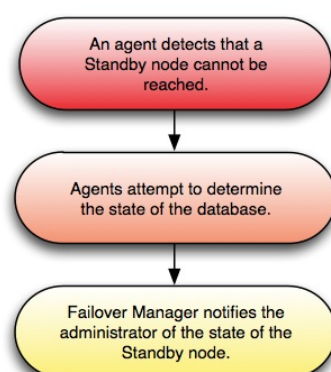 An agent detects that a
Standby node cannot be
reached.
Agents attempt to determine
the state of the database.
Failover Manager notifies the
administrator of the state of the
Standby node.